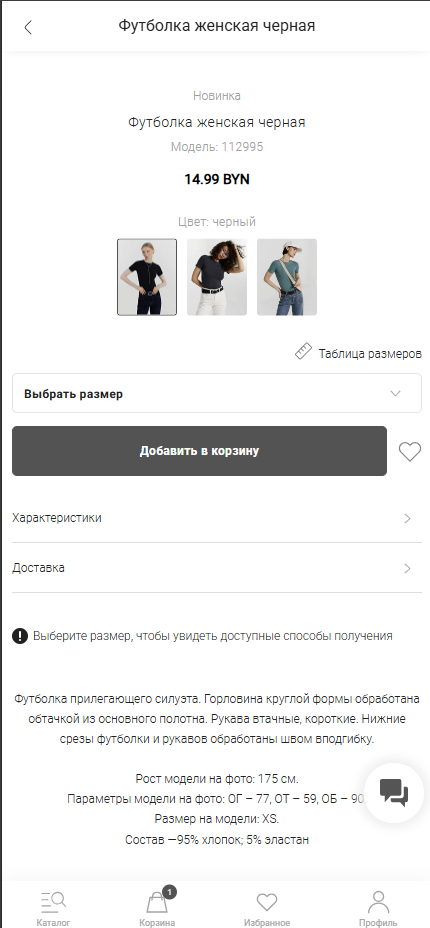 Футболка женская черная
Новинка
Футболка женская черная
Модель: 112995
14.99 BYN
Цвет: черный
Таблица размеров
Выбрать размер
Добавить в корзину
Характеристики
Доставка
Выберите размер, чтобы увидеть доступные способы получения
Футболка прилегающего силуэта. Горловина круглой формы обработана
обтачкой из основного полотна. Рукава втачные, короткие. Нижние
срезы футболки и рукавов обработаны швом вподгибку.
Рост модели на фото: 175 см.
Параметры модели на фото: ОГ – 77, ОТ – 59, ОБ – 90
Размер на модели: XS.
Состав —95% хлопок; 5% эластан
1
Каталог
Корзина
Избранное
Профиль